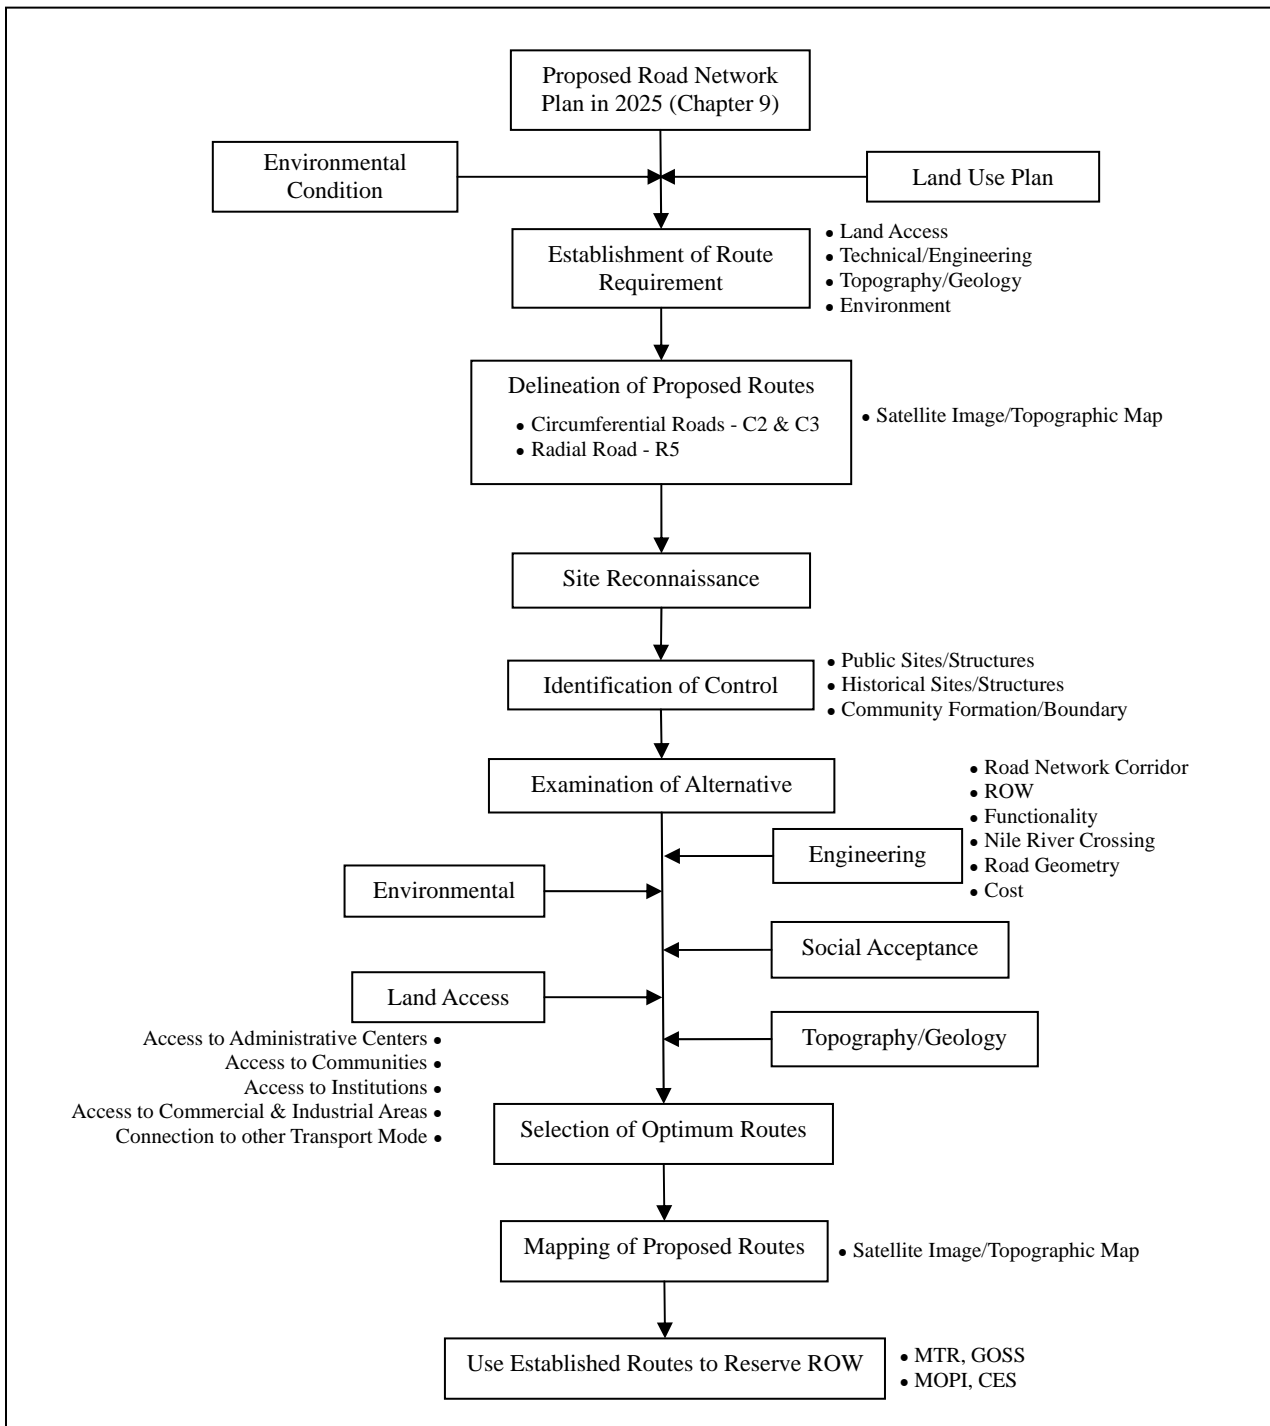 Proposed Road Network
Plan in 2025 (Chapter 9)
Environmental
Condition
Land Use Plan
Establishment of Route
Requirement
• Land Access
• Technical/Engineering
• Topography/Geology
• Environment
Delineation of Proposed Routes
• Circumferential Roads - C2 & C3
• Radial Road - R5
• Satellite Image/Topographic Map
Site Reconnaissance
Identification of Control
• Public Sites/Structures
• Historical Sites/Structures
• Community Formation/Boundary
Examination of Alternative
Engineering
• Road Network Corridor
• ROW
• Functionality
• Nile River Crossing
• Road Geometry
• Cost
Environmental
Social Acceptance
Land Access
Access to Administrative Centers •
Access to Communities •
Access to Institutions •
Access to Commercial & Industrial Areas •
Connection to other Transport Mode •
Topography/Geology
Selection of Optimum Routes
Mapping of Proposed Routes
• Satellite Image/Topographic Map
Use Established Routes to Reserve ROW
• MTR, GOSS
• MOPI, CES